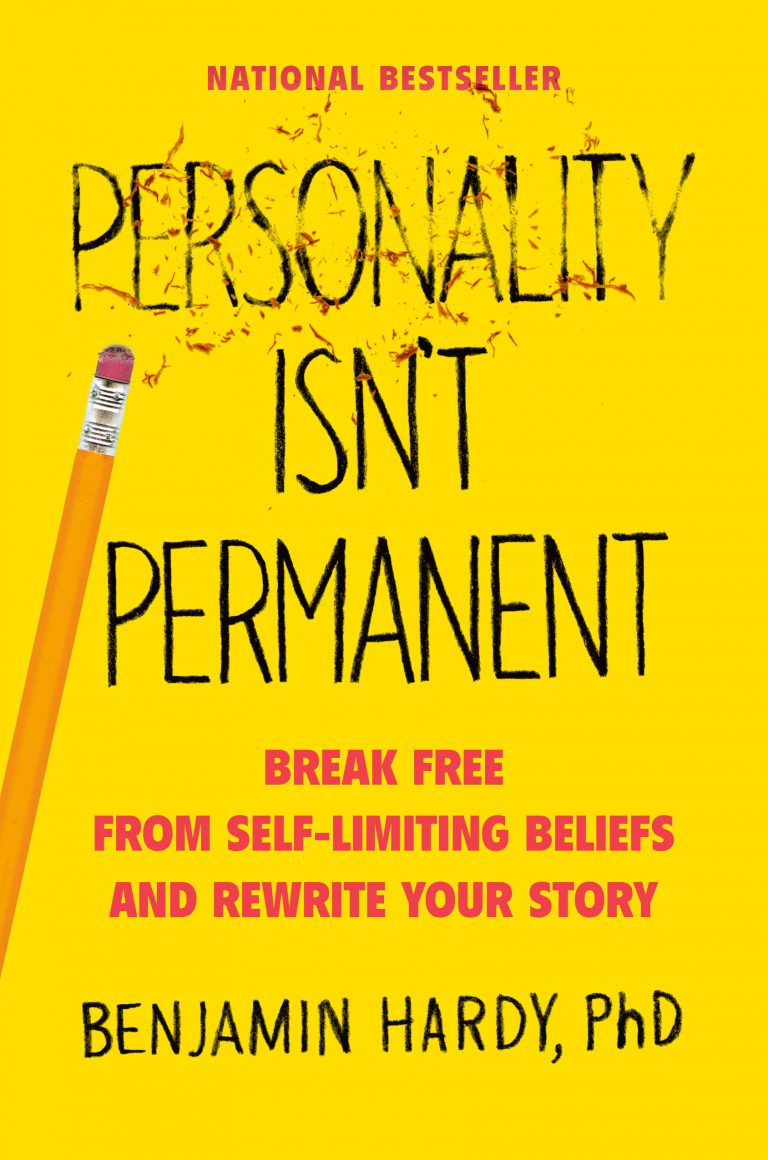 NATIONAL BESTSELLER
PERSONALITY
ISN'T
PERMANENT
BREAK FREE
FROM SELF-LIMITING BELIEFS
AND REWRITE YOUR STORY
BENJAMIN HARDY, PhD